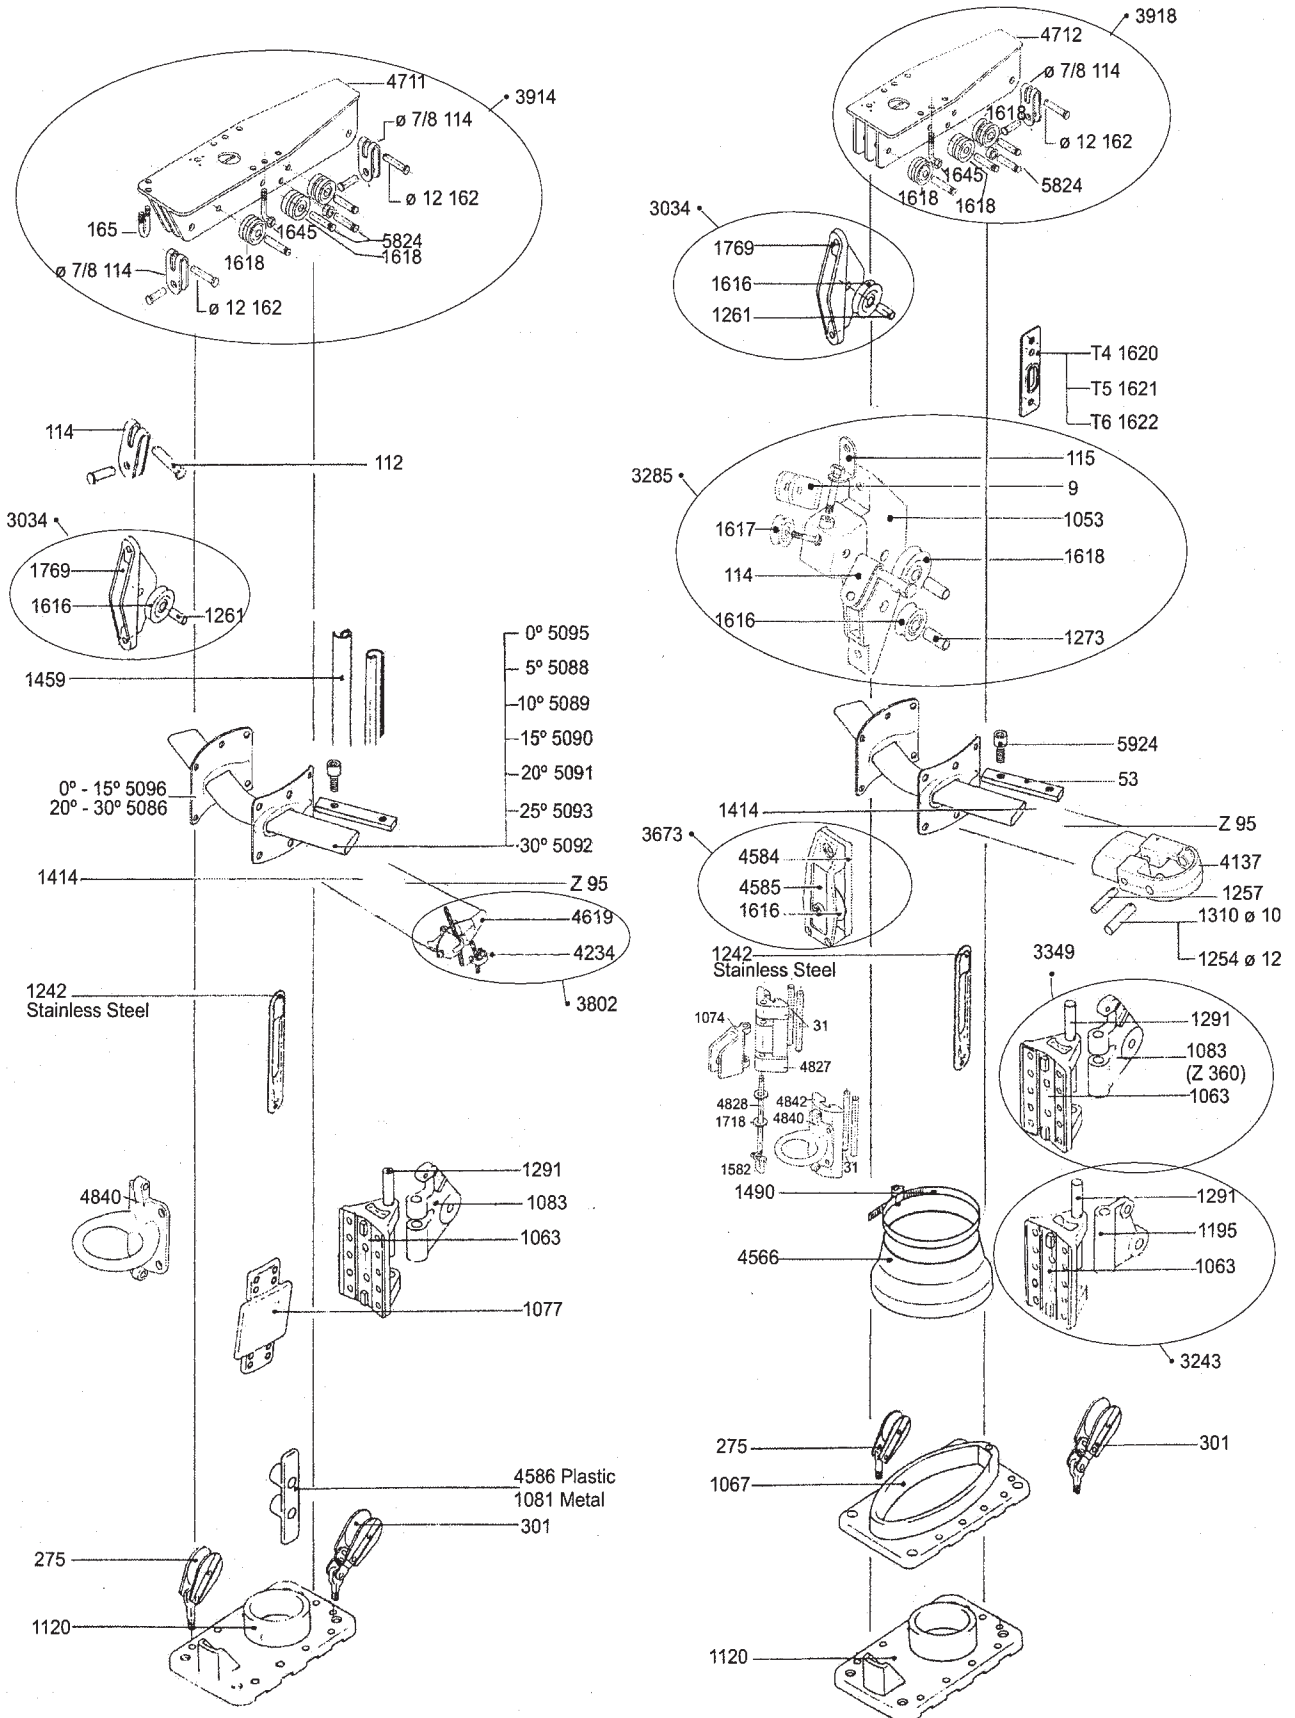 4711
• 3914
ø 7/8 114
ø 12 162
165
1645
5824
1618
1618
ø 7/8 114
ø 12 162
114
112
3034 •
1769
1616
1261
1459
0º 5095
5º 5088
10º 5089
15º 5090
20º 5091
25º 5093
30º 5092
0º - 15º 5096
20º - 30º 5086
1414
Z 95
4619
4234
• 3802
1242
Stainless Steel
4840
1291
1083
1063
1077
4586 Plastic
1081 Metal
301
275
1120
• 3918
4712
ø 7/8 114
1618
ø 12 162
1645
5824
1618
1618
3034 •
1769
1616
1261
T4 1620
T5 1621
T6 1622
3285 •
115
9
1053
1617
1618
114
1616
1273
5924
53
1414
Z 95
3673 •
4584
4585
1616
4137
1257
1310 ø 10
1254 ø 12
1242
Stainless Steel
3349
1074
31
4827
4828
4842
1718
4840
1582
31
1291
1083
(Z 360)
1063
1490
1291
1195
1063
4566
• 3243
275
301
1067
1120